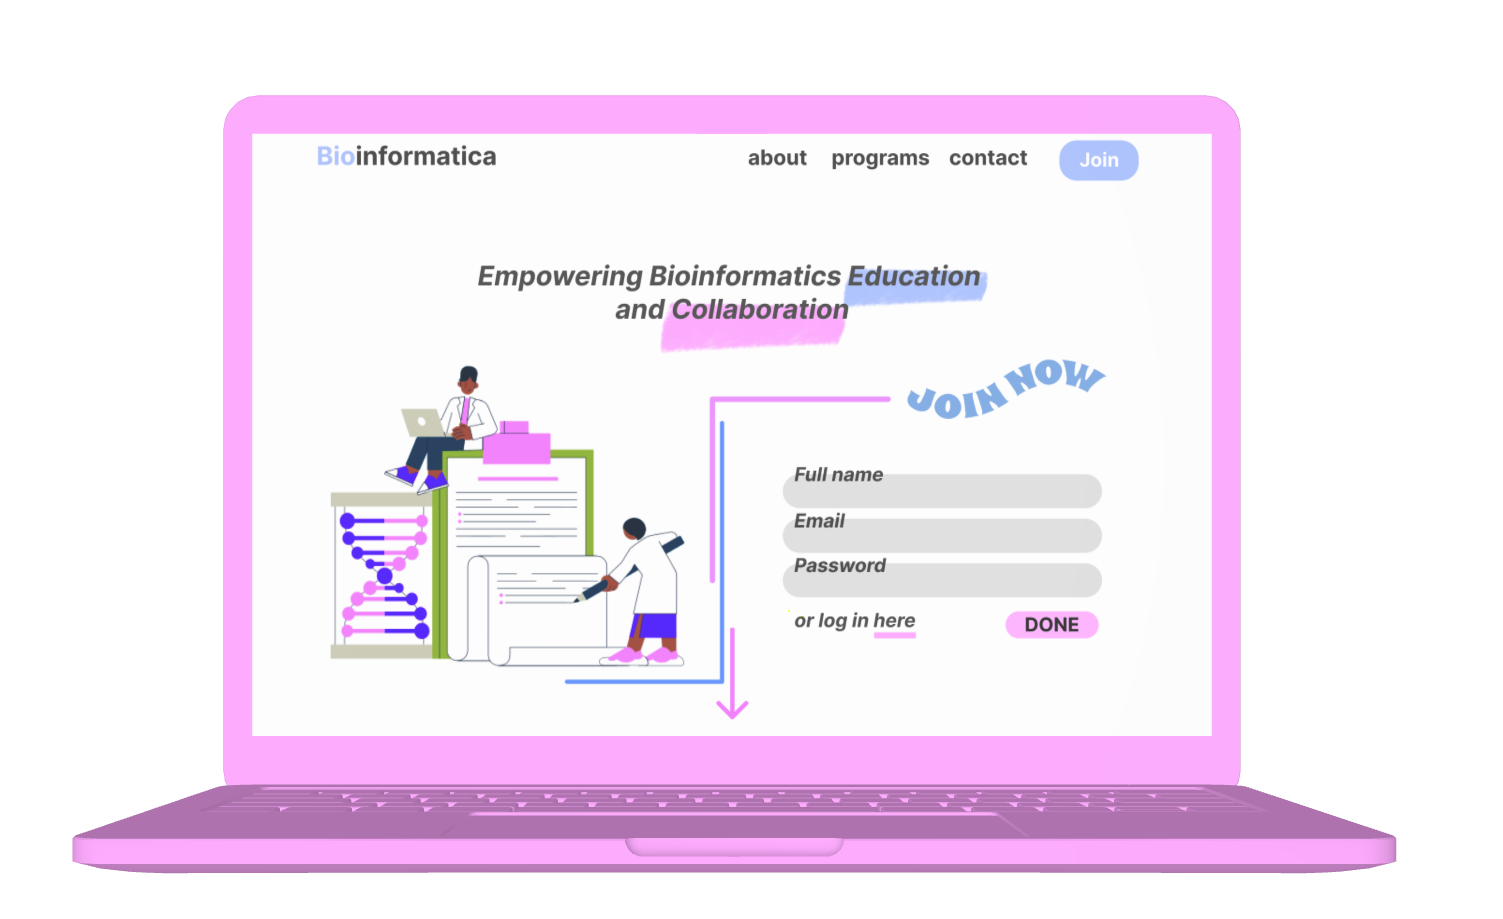 Bioinformatica
about programs contact Join
Empowering Bioinformatics Education
and Collaboration
JOIN NOW
Full name
Email
Password
or log in here
DONE